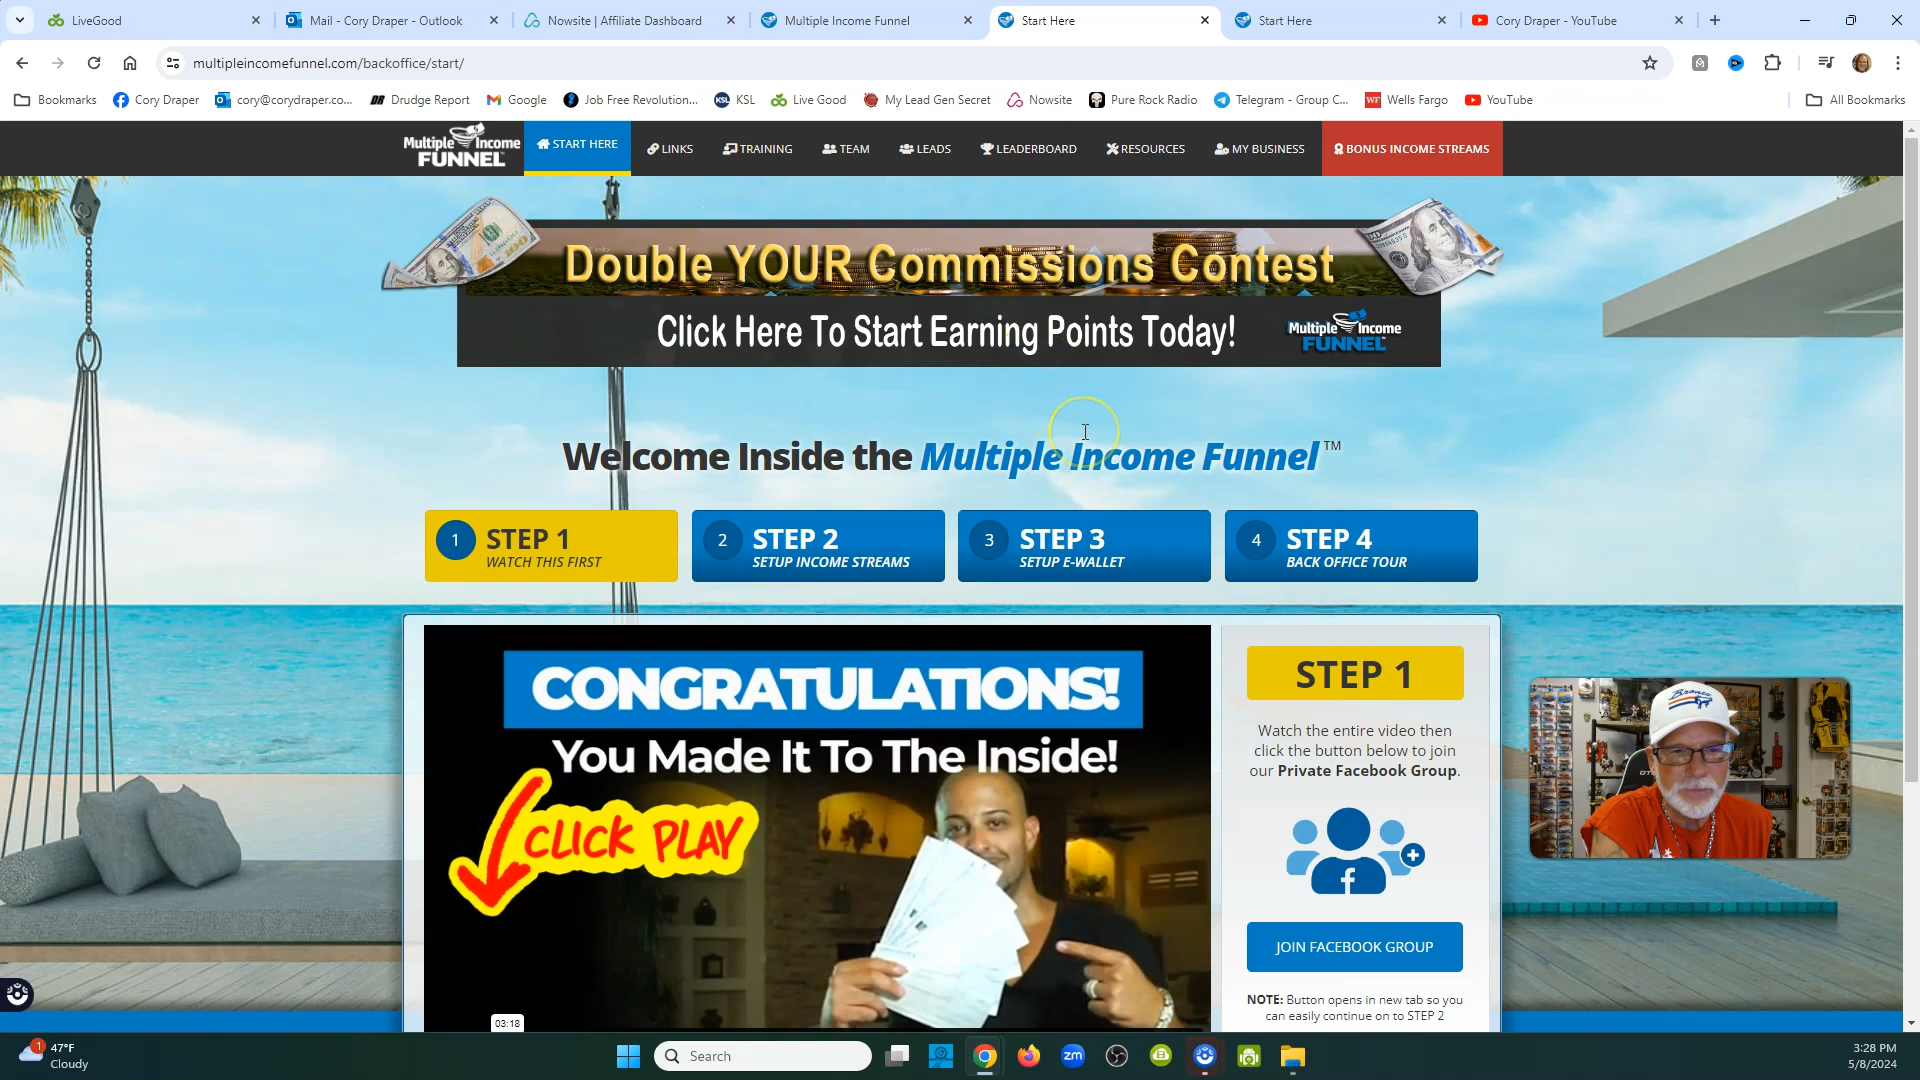 LiveGood
Mail - Cory Draper - Outlook
Nowsite | Affiliate Dashboard
Multiple Income Funnel
Start Here
Start Here
Cory Draper - YouTube
multipleincomefunnel.com/backoffice/start/
Bookmarks
Cory Draper
cory@corydraper.co...
Drudge Report
Google
Job Free Revolution...
KSL
Live Good
My Lead Gen Secret
Nowsite
Pure Rock Radio
Telegram - Group C...
Wells Fargo
YouTube
All Bookmarks
Multiple Income
FUNNEL
START HERE
LINKS
TRAINING
TEAM
LEADS
LEADERBOARD
RESOURCES
MY BUSINESS
BONUS INCOME STREAMS
Double YOUR Commissions Contest
Click Here To Start Earning Points Today!
Multiple Income
FUNNEL
Welcome Inside the Multiple Income Funnel™
1
STEP 1
WATCH THIS FIRST
2
STEP 2
SETUP INCOME STREAMS
3
STEP 3
SETUP E-WALLET
4
STEP 4
BACK OFFICE TOUR
CONGRATULATIONS!
You Made It To The Inside!
CLICK PLAY
03:18
STEP 1
Watch the entire video then
click the button below to join
our Private Facebook Group.
JOIN FACEBOOK GROUP
NOTE: Button opens in new tab so you
can easily continue on to STEP 2
Bronco
1
47°F
Cloudy
Search
zm
3:28 PM
5/8/2024